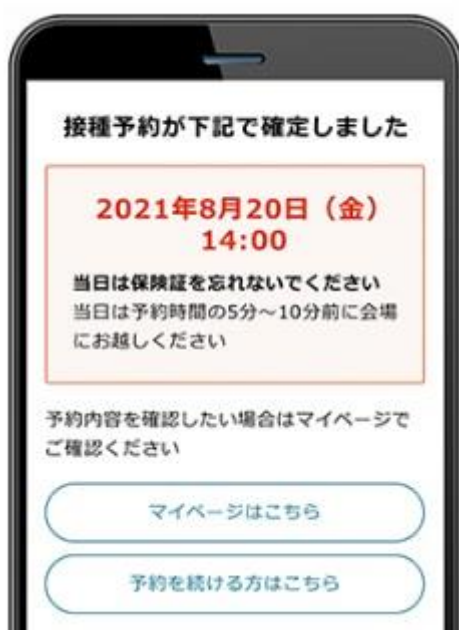 接種予約が下記で確定しました
2021年8月20日（金）
14:00
当日は保険証を忘れないでください
当日は予約時間の5分～10分前に会場
にお越しください
予約内容を確認したい場合はマイページで
ご確認ください
マイページはこちら
予約を続ける方はこちら